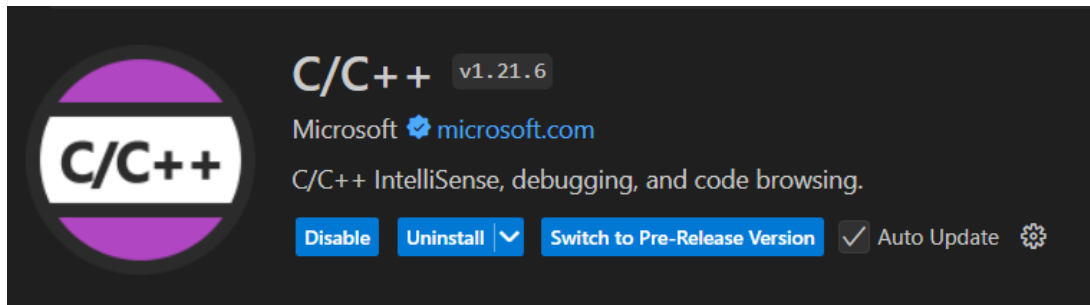 C/C++
C/C++ v1.21.6
Microsoft microsoft.com
C/C++ IntelliSense, debugging, and code browsing.
Disable Uninstall Switch to Pre-Release Version Auto Update